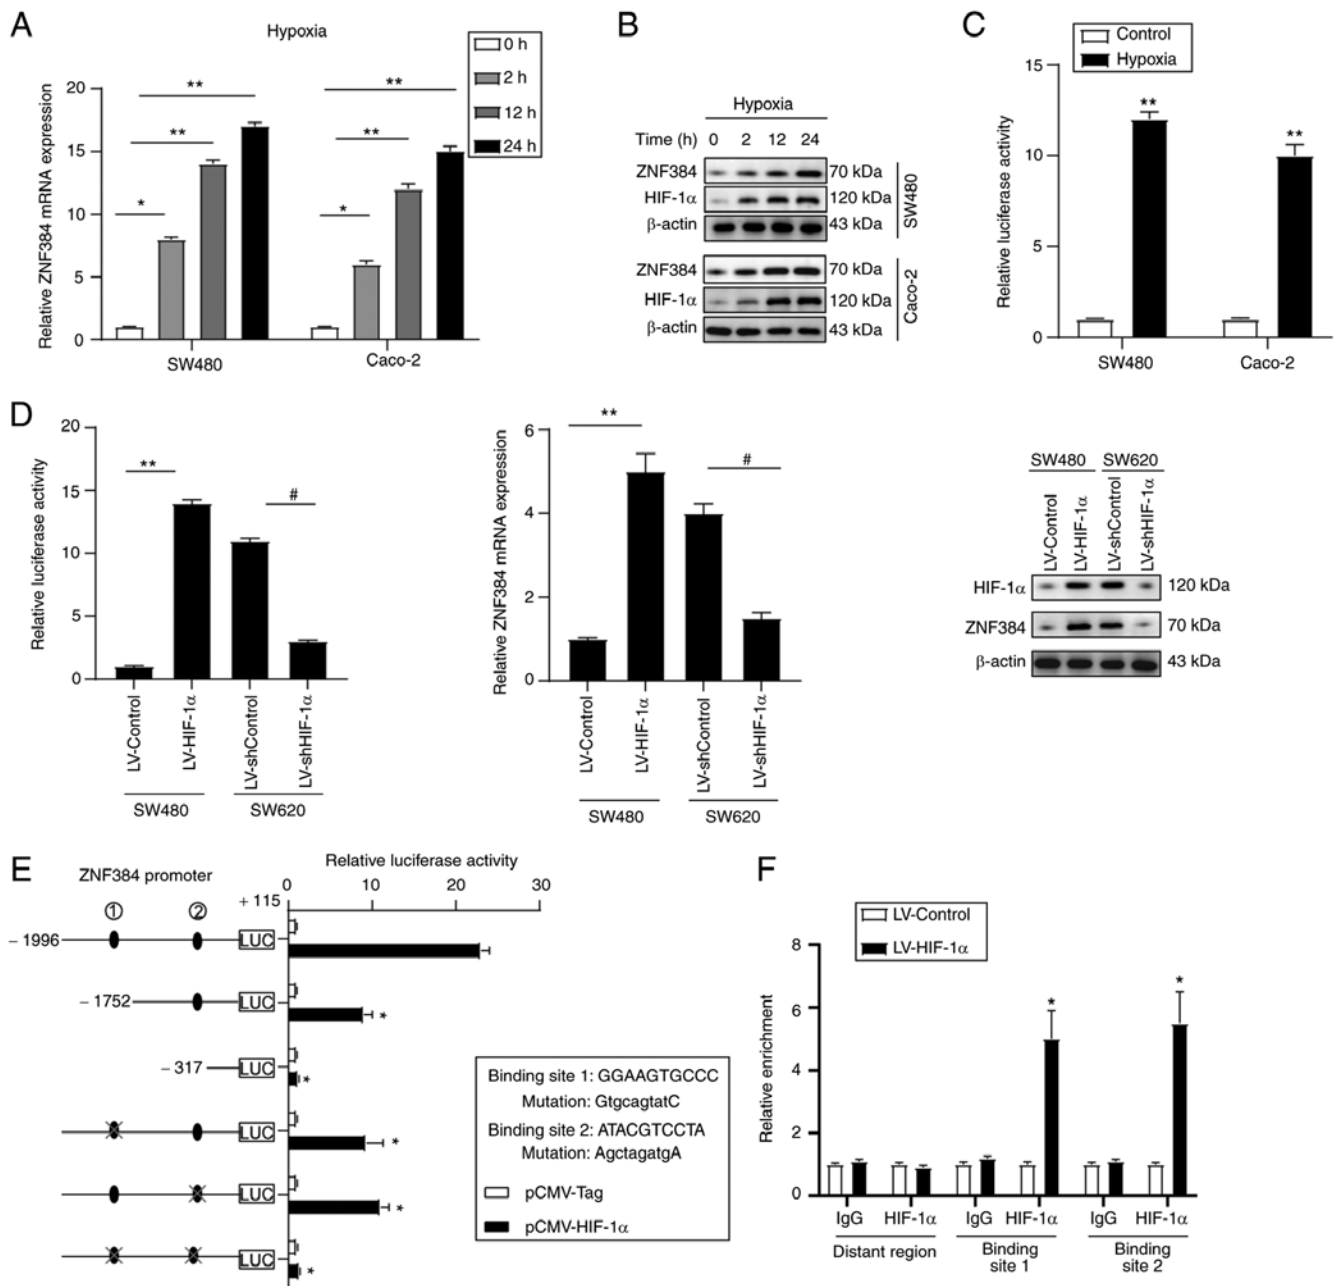 A
Hypoxia
0 h
2 h
12 h
24 h
Relative ZNF384 mRNA expression
20
15
10
5
0
**
**
*
**
**
*
SW480
Caco-2
B
Hypoxia
Time (h) 0 2 12 24
ZNF384 70 kDa
HIF-1α 120 kDa
β-actin 43 kDa
SW480
ZNF384 70 kDa
HIF-1α 120 kDa
β-actin 43 kDa
Caco-2
C
Control
Hypoxia
Relative luciferase activity
15
10
5
0
**
**
SW480
Caco-2
D
Relative luciferase activity
20
15
10
5
0
**
#
LV-Control
LV-HIF-1α
LV-shControl
LV-shHIF-1α
SW480
SW620
Relative ZNF384 mRNA expression
6
4
2
0
**
#
LV-Control
LV-HIF-1α
LV-shControl
LV-shHIF-1α
SW480
SW620
SW480 SW620
LV-Control
LV-HIF-1α
LV-shControl
LV-shHIF-1α
HIF-1α 120 kDa
ZNF384 70 kDa
β-actin 43 kDa
E
Relative luciferase activity
ZNF384 promoter
0 10 20 30
+ 115
① ②
– 1996 LUC
– 1752 LUC *
– 317 LUC *
LUC *
LUC *
LUC *
Binding site 1: GGAAGTGCCC
Mutation: GtgcagtatC
Binding site 2: ATACGTCCTA
Mutation: AgctagatgA
pCMV-Tag
pCMV-HIF-1α
F
LV-Control
LV-HIF-1α
Relative enrichment
8
6
4
2
0
*
*
IgG HIF-1α IgG HIF-1α IgG HIF-1α
Distant region
Binding
site 1
Binding
site 2